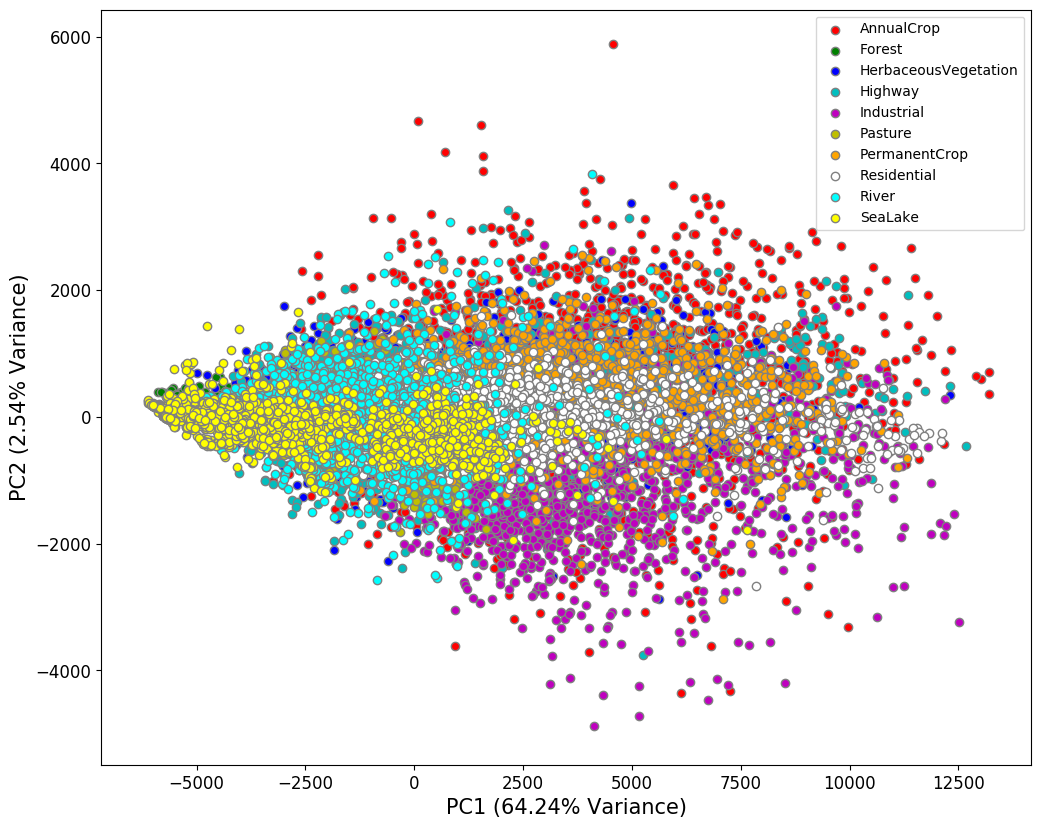 6000
4000
2000
0
−2000
−4000
PC2 (2.54% Variance)
AnnualCrop
Forest
HerbaceousVegetation
Highway
Industrial
Pasture
PermanentCrop
Residential
River
SeaLake
−5000 −2500 0 2500 5000 7500 10000 12500
PC1 (64.24% Variance)